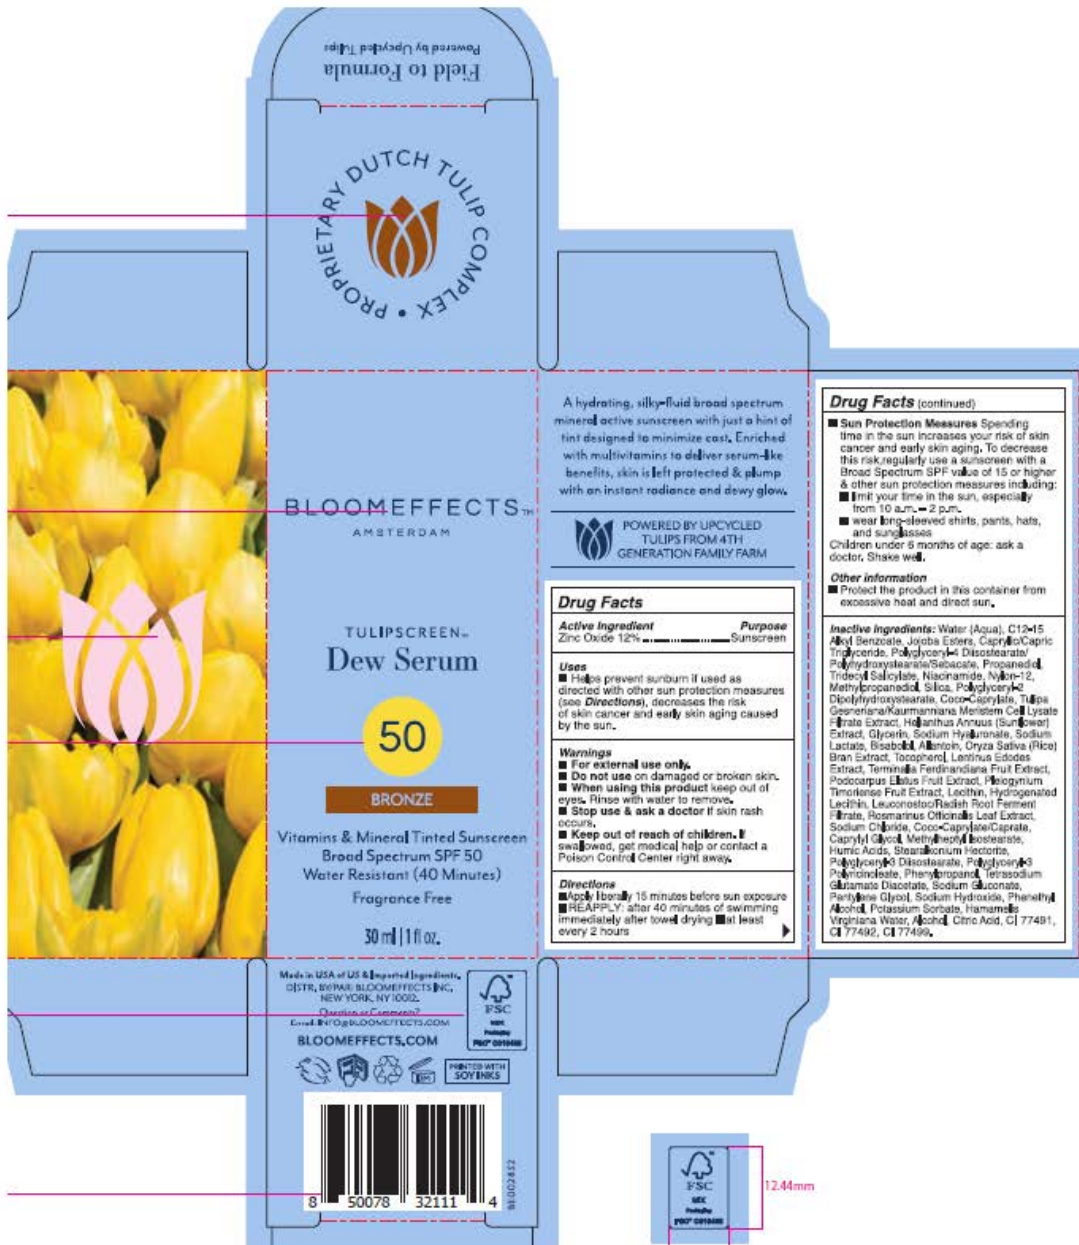 Field to Formula
Powered by Upcycled Tulips
PROPRIETARY DUTCH TULIP COMPLEX •
BLOOMEFFECTS™
AMSTERDAM
TULIPSCREEN™
Dew Serum
50
BRONZE
Vitamins & Mineral Tinted Sunscreen
Broad Spectrum SPF 50
Water Resistant (40 Minutes)
Fragrance Free
30 ml | 1 fl oz.
A hydrating, silky-fluid broad spectrum
mineral active sunscreen with just a hint of
tint designed to minimize cast. Enriched
with multivitamins to deliver serum-like
benefits, skin is left protected & plump
with an instant radiance and dewy glow.
POWERED BY UPCYCLED
TULIPS FROM 4TH
GENERATION FAMILY FARM
Drug Facts
Active Ingredient Purpose
Zinc Oxide 12% Sunscreen
Uses
■ Helps prevent sunburn if used as
directed with other sun protection measures
(see Directions), decreases the risk
of skin cancer and early skin aging caused
by the sun.
Warnings
■ For external use only.
■ Do not use on damaged or broken skin.
■ When using this product keep out of
eyes. Rinse with water to remove.
■ Stop use & ask a doctor if skin rash
occurs.
■ Keep out of reach of children. If
swallowed, get medical help or contact a
Poison Control Center right away.
Directions
■Apply liberally 15 minutes before sun exposure
■REAPPLY: after 40 minutes of swimming
immediately after towel drying ■at least
every 2 hours
Drug Facts (continued)
■ Sun Protection Measures Spending
time in the sun increases your risk of skin
cancer and early skin aging. To decrease
this risk,regularly use a sunscreen with a
Broad Spectrum SPF value of 15 or higher
& other sun protection measures including:
■ limit your time in the sun, especially
from 10 a.m. – 2 p.m.
■ wear long-sleeved shirts, pants, hats,
and sunglasses
Children under 6 months of age: ask a
doctor. Shake well.
Other information
■ Protect the product in this container from
excessive heat and direct sun.
Inactive Ingredients: Water (Aqua), C12-15
Alkyl Benzoate, Jojoba Esters, Caprylic/Capric
Triglyceride, Polyglyceryl-4 Diisostearate/
Polyhydroxystearate/Sebacate, Propanediol,
Tridecyl Salicylate, Niacinamide, Nylon-12,
Methylpropanediol, Silica, Polyglyceryl-2
Dipolyhydroxystearate, Coco-Caprylate, Tulipa
Gesneriana/Kaurmanniana Meristem Cell Lysate
Filtrate Extract, Helianthus Annuus (Sunflower)
Extract, Glycerin, Sodium Hyaluronate, Sodium
Lactate, Bisabolol, Allantoin, Oryza Sativa (Rice)
Bran Extract, Tocopherol, Lentinus Edodes
Extract, Terminalia Ferdinandiana Fruit Extract,
Podocarpus Elatus Fruit Extract, Pleiogynium
Timoriense Fruit Extract, Lecithin, Hydrogenated
Lecithin, Leuconostoc/Radish Root Ferment
Filtrate, Rosmarinus Officinalis Leaf Extract,
Sodium Chloride, Coco-Caprylate/Caprate,
Caprylyl Glycol, Methylheptyl Isostearate,
Humic Acids, Stearalkonium Hectorite,
Polyglyceryl-3 Diisostearate, Polyglyceryl-3
Polyricinoleate, Phenylpropanol, Tetrasodium
Glutamate Diacetate, Sodium Gluconate,
Pentylene Glycol, Sodium Hydroxide, Phenethyl
Alcohol, Potassium Sorbate, Hamamelis
Virginiana Water, Alcohol, Citric Acid, CI 77491,
CI 77492, CI 77499.
Made in USA of US & Imported Ingredients.
DISTR. BY/PAR: BLOOMEFFECTS INC,
NEW YORK, NY 10012.
Question or Comments?
Email: INFO@BLOOMEFFECTS.COM
BLOOMEFFECTS.COM
FSC
MIX
Packaging
PRINTED WITH
SOY INKS
8 50078 32111 4
BE002852
FSC
MIX
Packaging
12.44mm